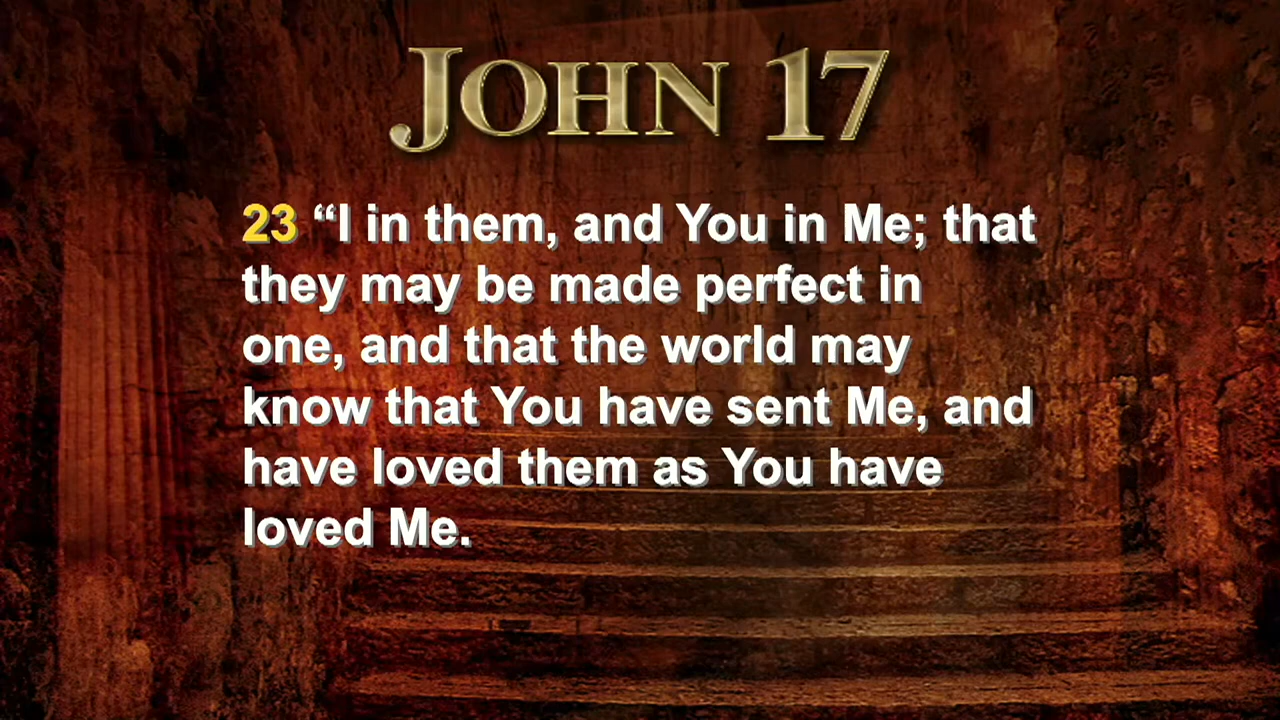 JOHN 17
23 “I in them, and You in Me; that
they may be made perfect in
one, and that the world may
know that You have sent Me, and
have loved them as You have
loved Me.